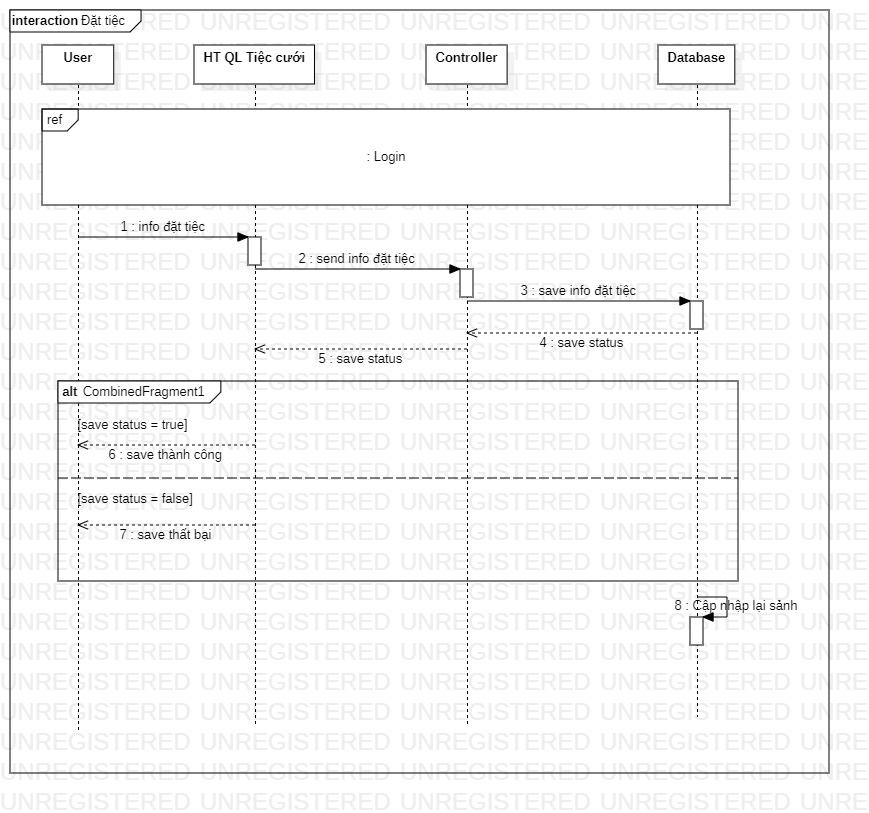 interaction Đặt tiệc
User
HT QL Tiệc cưới
Controller
Database
ref
: Login
1 : info đặt tiệc
2 : send info đặt tiệc
3 : save info đặt tiệc
4 : save status
5 : save status
alt CombinedFragment1
[save status = true]
6 : save thành công
[save status = false]
7 : save thất bại
8 : Cập nhập lại sảnh
UNREGISTERED